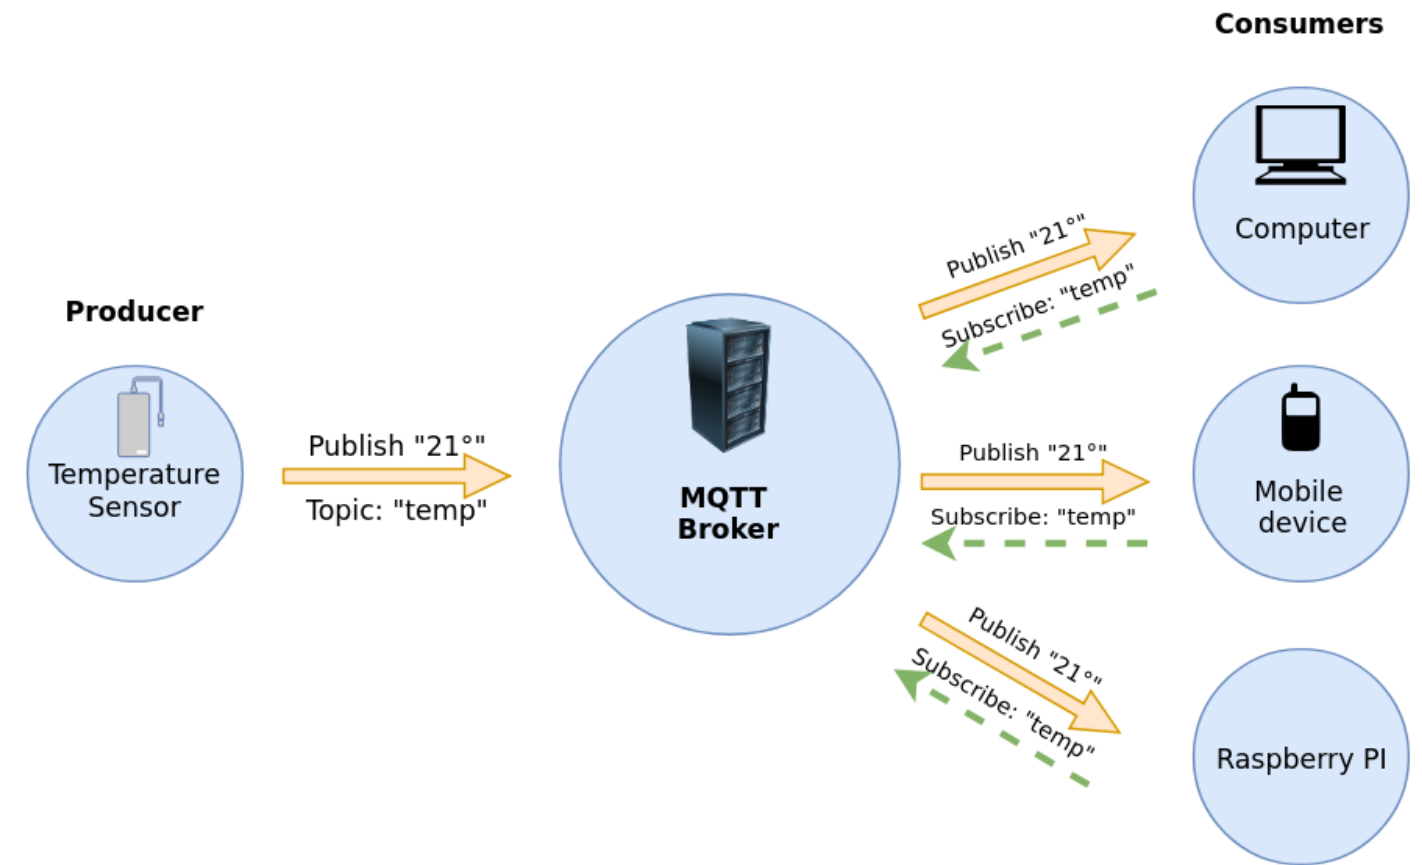 Consumers
Computer
Publish "21°"
Subscribe: "temp"
Producer
Temperature
Sensor
Publish "21°"
Topic: "temp"
MQTT
Broker
Publish "21°"
Subscribe: "temp"
Mobile
device
Publish "21°"
Subscribe: "temp"
Raspberry PI